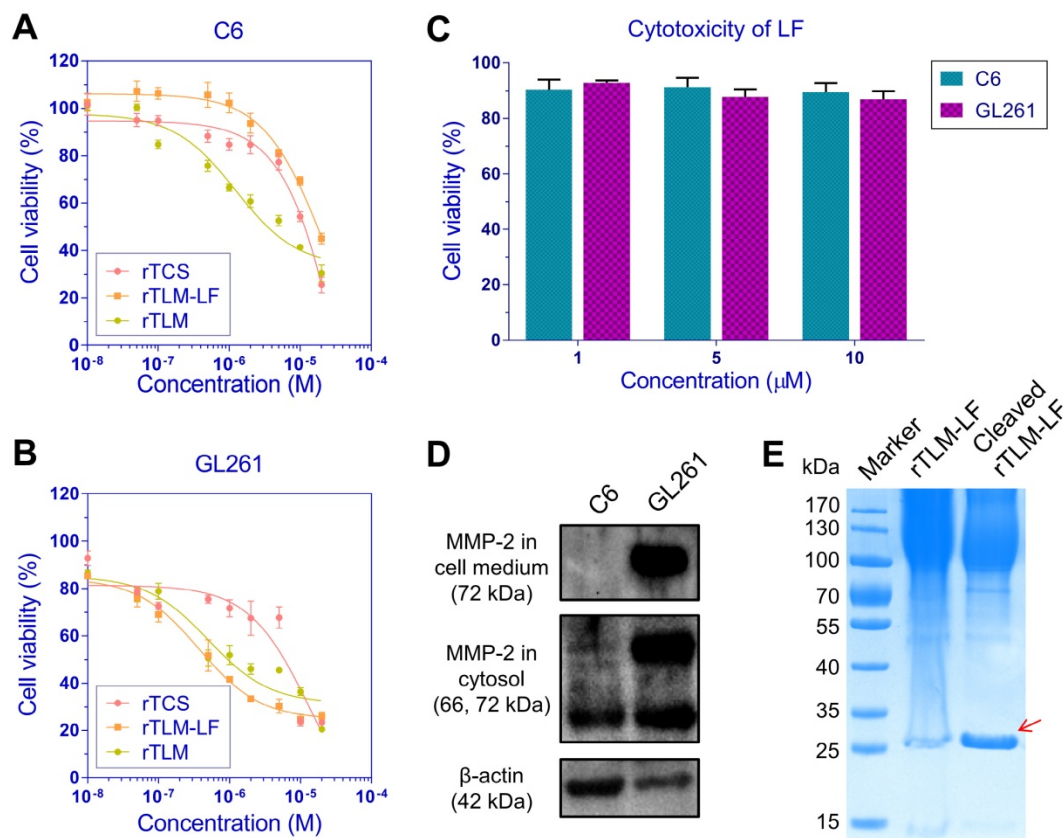 A
C6
Cell viability (%)
120
100
80
60
40
20
0
rTCS
rTLM-LF
rTLM
10⁻⁸
10⁻⁷
10⁻⁶
10⁻⁵
10⁻⁴
Concentration (M)
B
GL261
Cell viability (%)
120
100
80
60
40
20
0
rTCS
rTLM-LF
rTLM
10⁻⁸
10⁻⁷
10⁻⁶
10⁻⁵
10⁻⁴
Concentration (M)
C
Cytotoxicity of LF
Cell viability (%)
100
80
60
40
20
0
1
5
10
Concentration (μM)
C6
GL261
D
C6
GL261
MMP-2 in
cell medium
(72 kDa)
MMP-2 in
cytosol
(66, 72 kDa)
β-actin
(42 kDa)
E
kDa
Marker
rTLM-LF
Cleaved
rTLM-LF
170
130
100
70
55
40
35
25
15